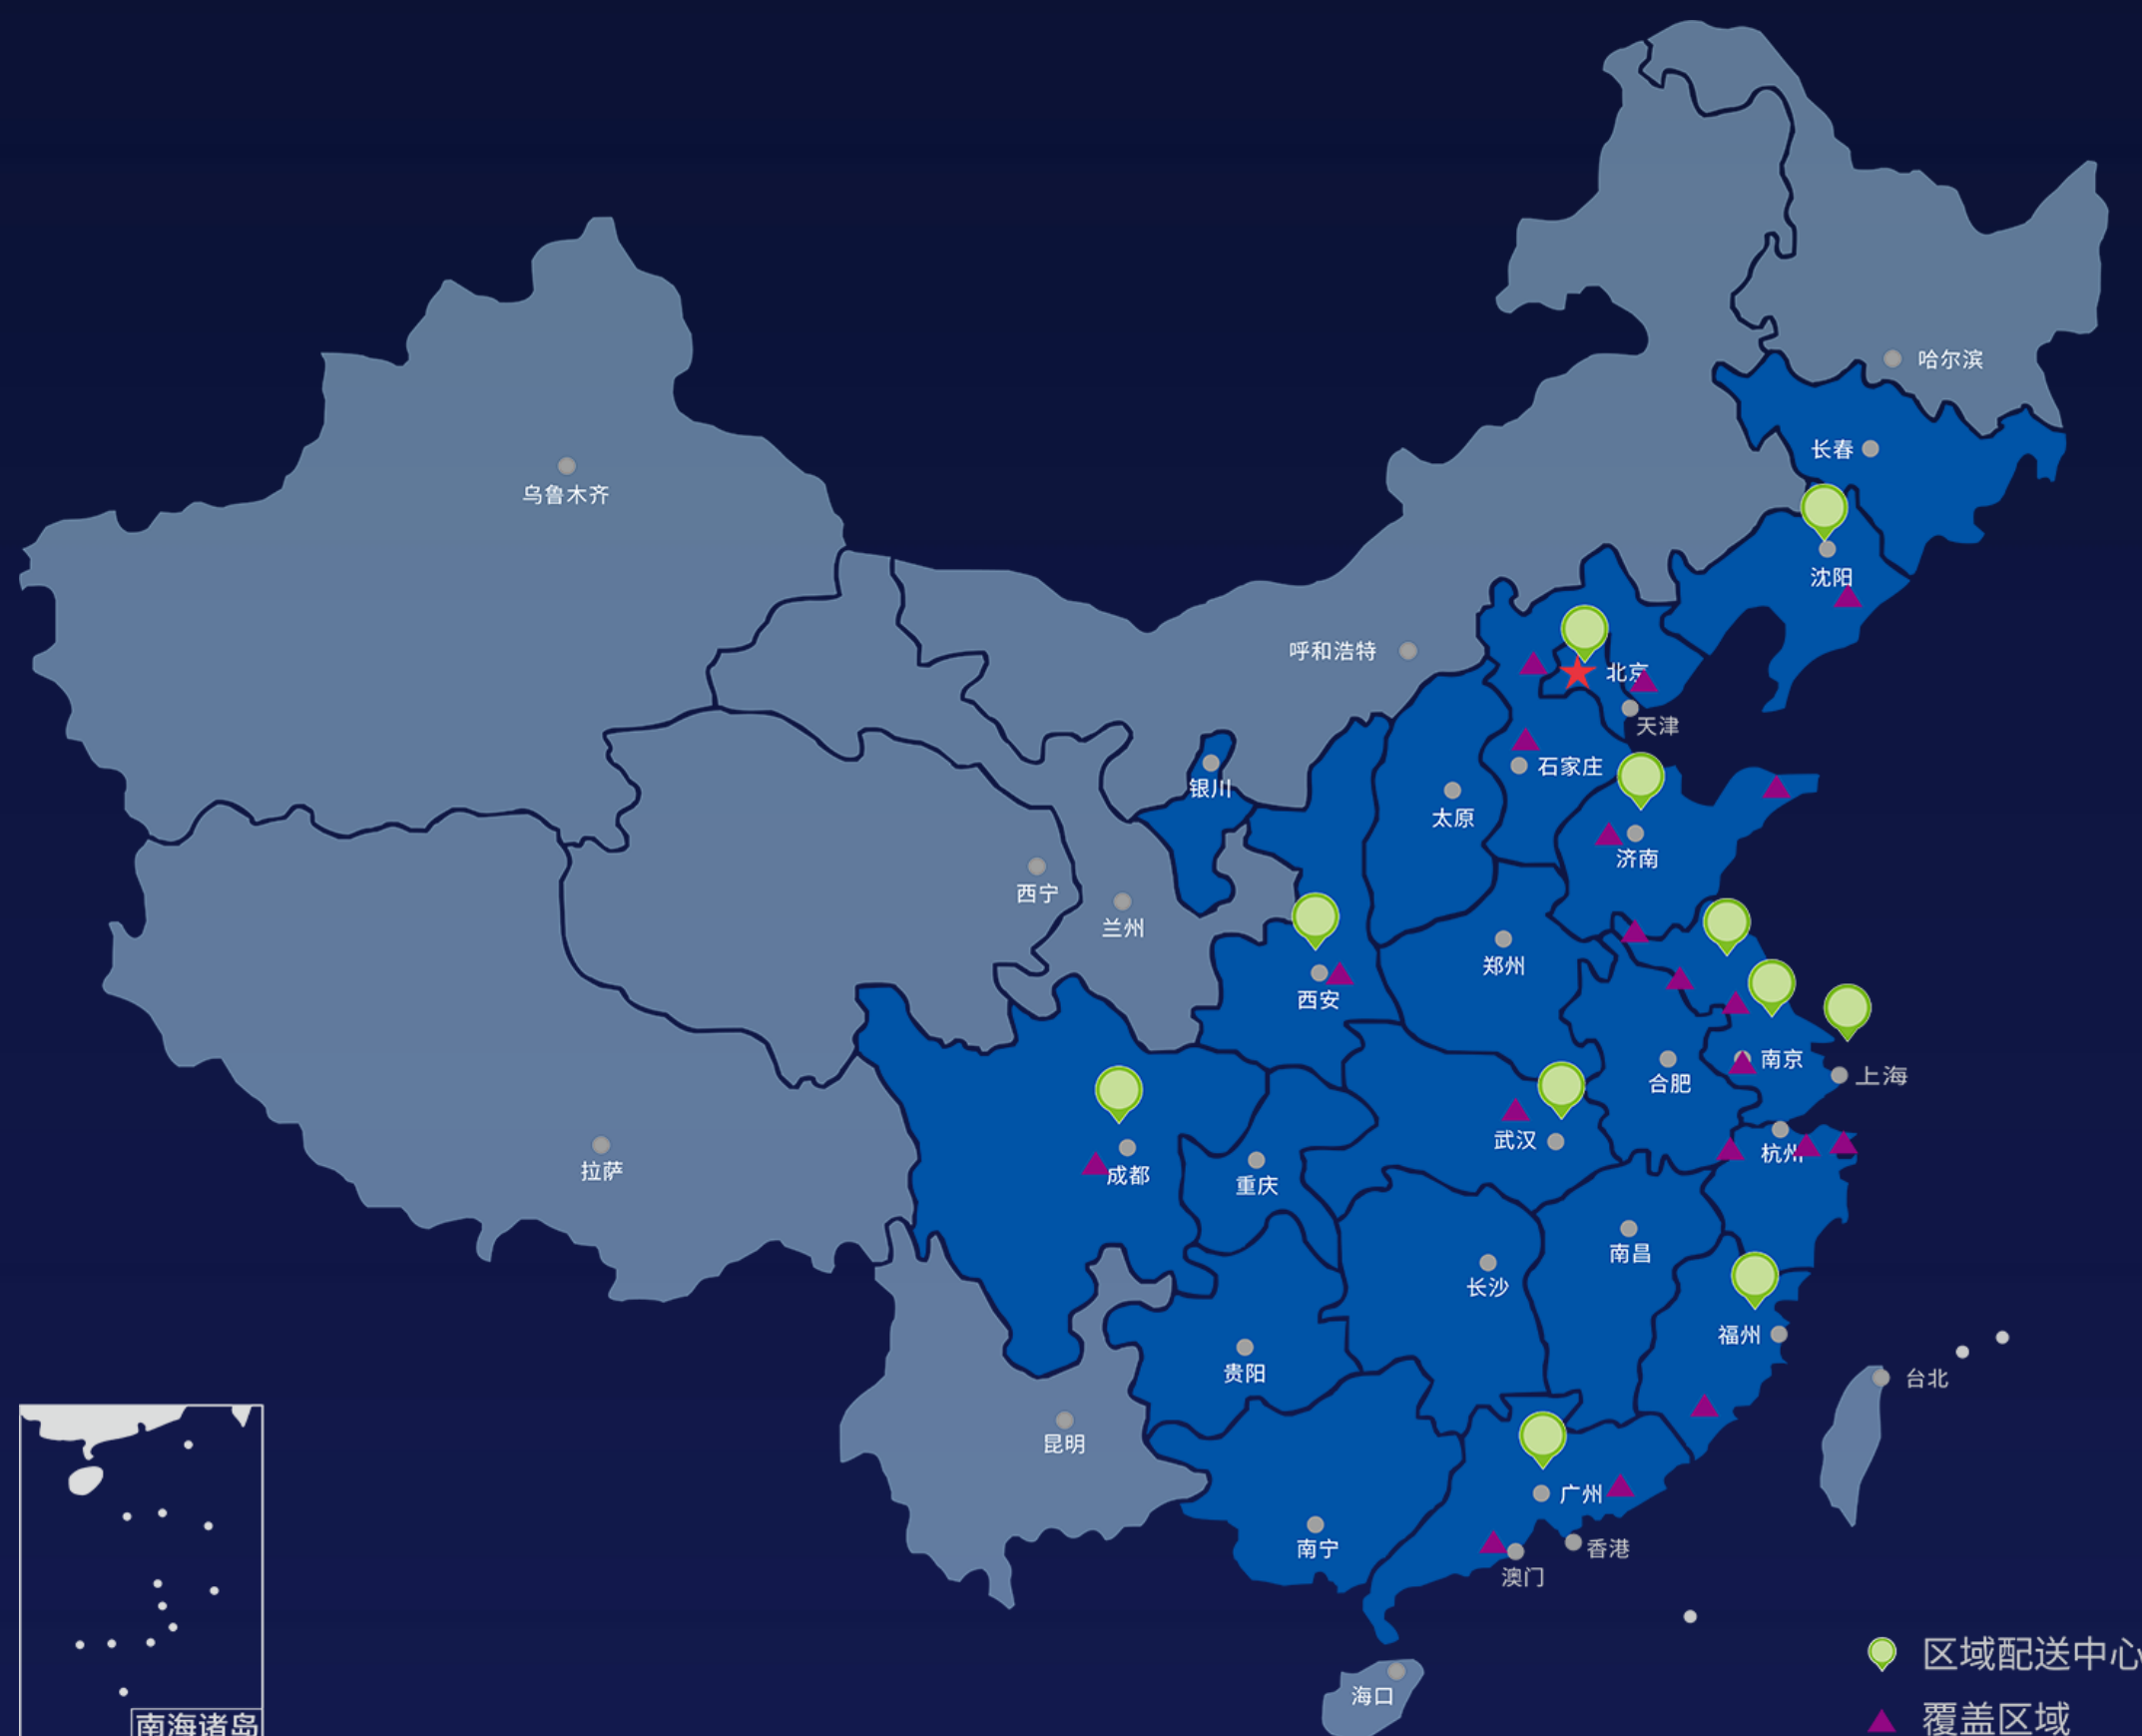 哈尔滨
长春
乌鲁木齐
沈阳
呼和浩特
北京
天津
石家庄
银川
太原
济南
西宁
兰州
郑州
西安
南京
合肥
上海
武汉
杭州
拉萨
成都
重庆
南昌
长沙
福州
贵阳
台北
昆明
广州
南宁
香港
澳门
区域配送中心
海口
覆盖区域
南海诸岛